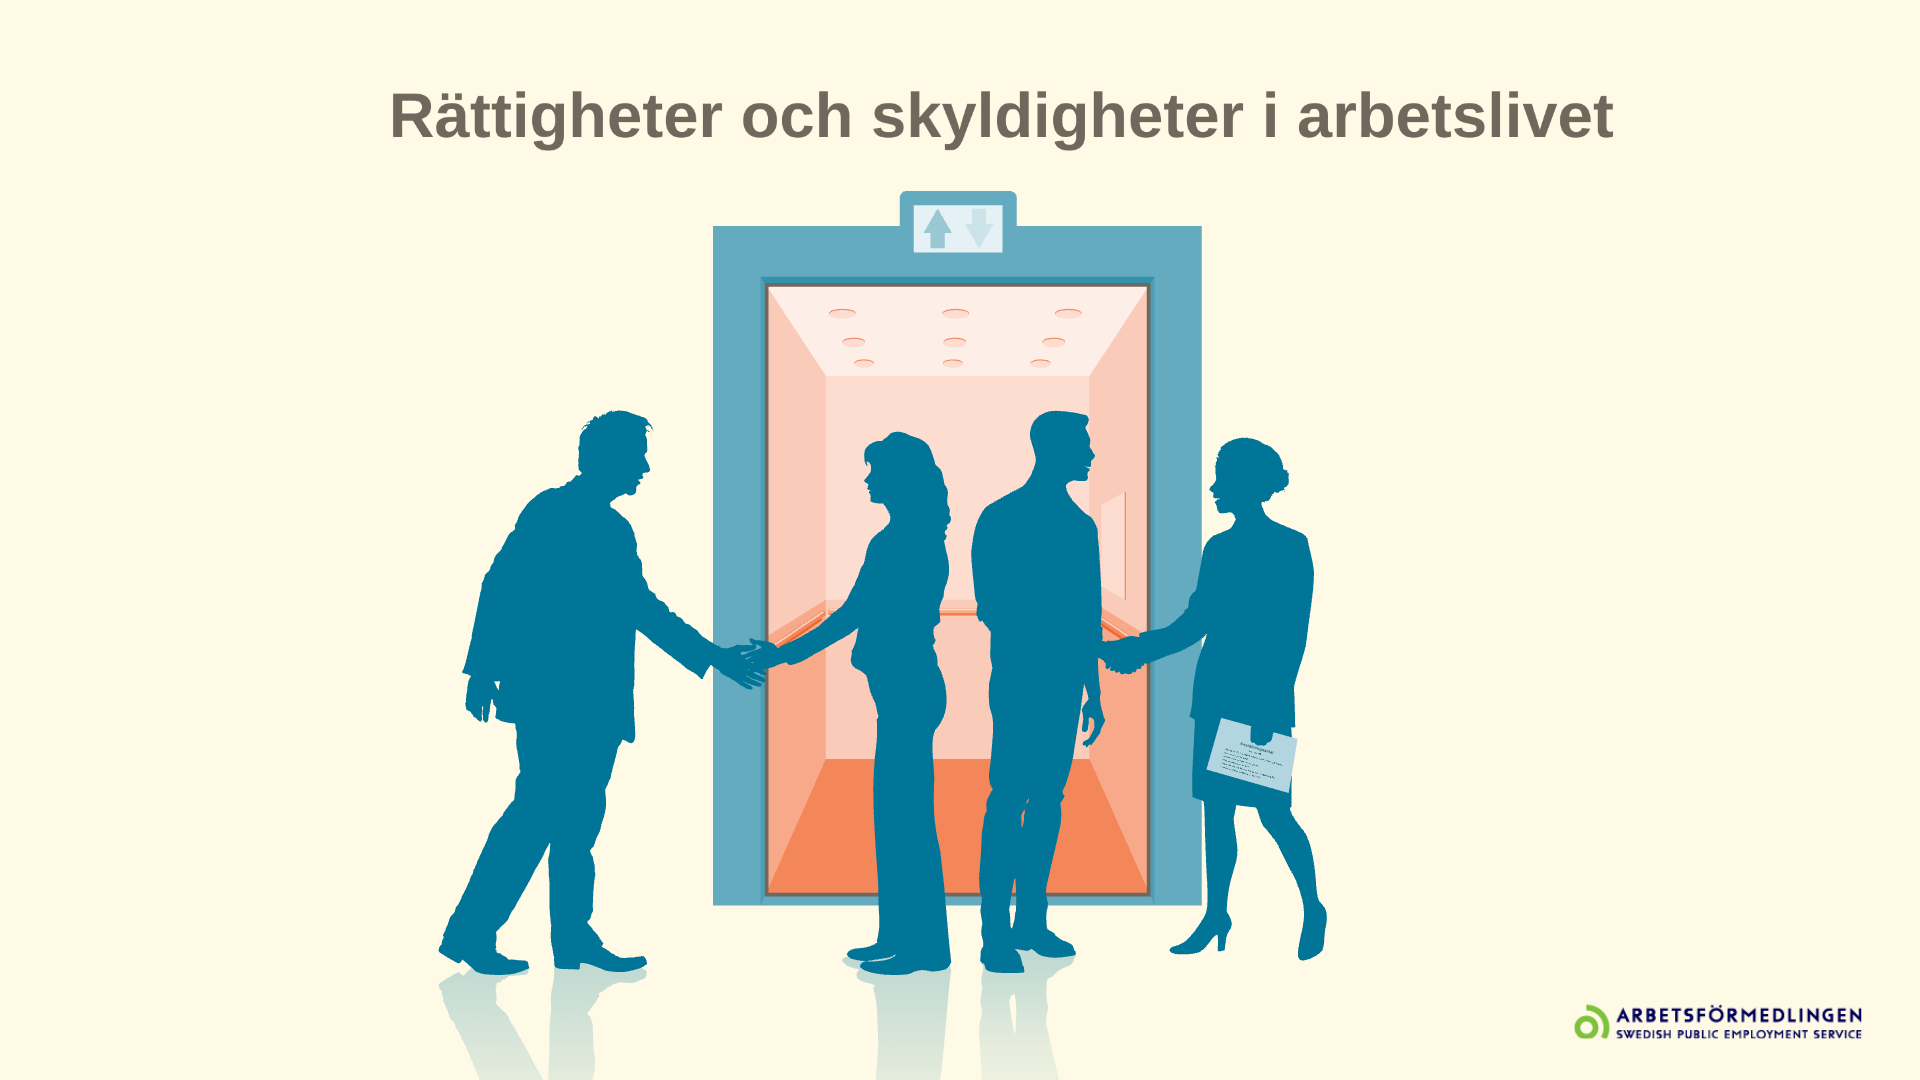 Rättigheter och skyldigheter i arbetslivet
ARBETSFÖRMEDLINGEN
SWEDISH PUBLIC EMPLOYMENT SERVICE